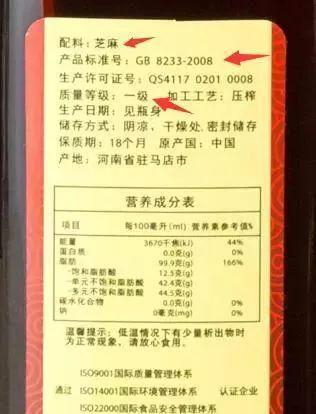 配料: 芝麻
产品标准号: GB 8233-2008
生产许可证号: QS4117 0201 0008
质量等级: 一级 加工工艺: 压榨
生产日期: 见瓶身
储存方式: 阴凉、干燥处,密封储存
保质期: 18个月 原产国: 中国
产地: 河南省驻马店市
营养成分表
项目 每100毫升(ml) 营养素参考值%
能量 3670千焦(kJ) 44%
蛋白质 0.0克(g) 0%
脂肪 99.9克(g) 166%
-饱和脂肪酸 12.5克(g)
-单元不饱和脂肪酸 42.4克(g)
-多元不饱和脂肪酸 44.5克(g)
碳水化合物 0.0克(g) 0%
钠 0毫克(mg) 0%
温馨提示: 低温情况下有少量析出物时
为正常现象, 请放心食用。
ISO9001国际质量管理体系
通过 ISO14001国际环境管理体系 认证企业
ISO22000国际食品安全管理体系